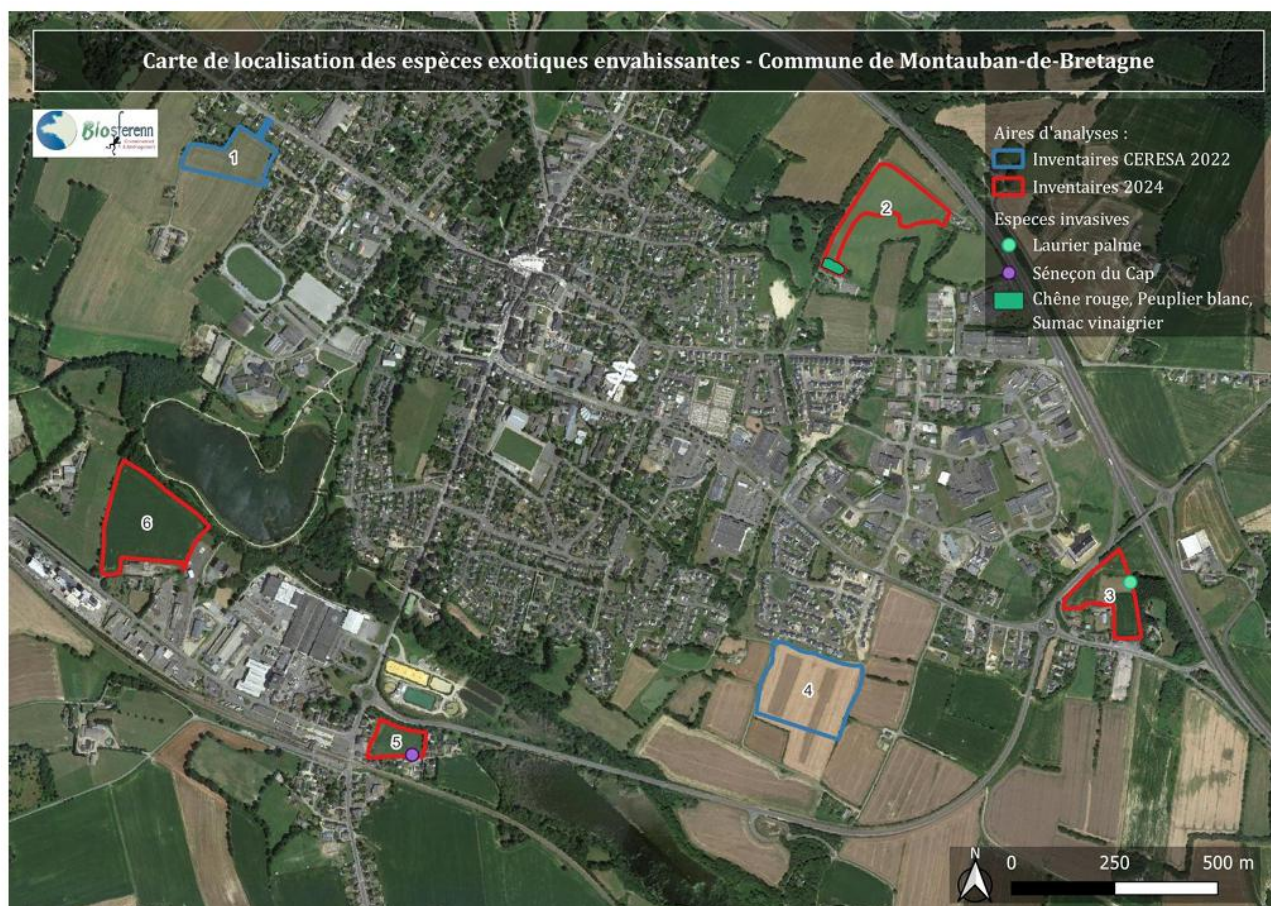 Carte de localisation des espèces exotiques envahissantes - Commune de Montauban-de-Bretagne
Biosferenn
Aires d'analyses :
Inventaires CERESA 2022
Inventaires 2024
Especes invasives
Laurier palme
Séneçon du Cap
Chêne rouge, Peuplier blanc,
Sumac vinaigrier
1
2
3
4
5
6
N
0 250 500 m